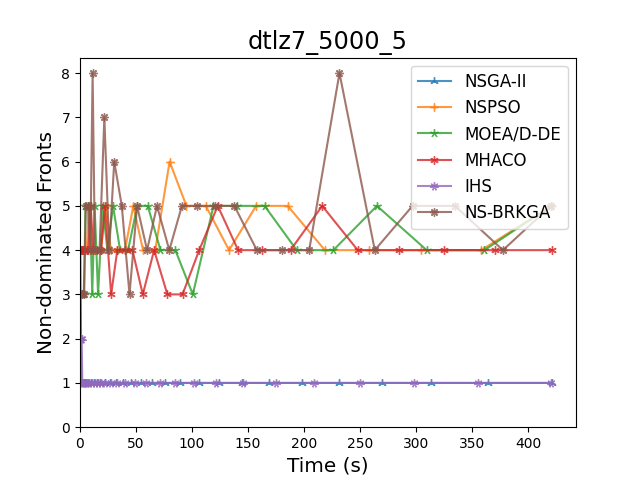 dtlz7_5000_5
Non-dominated Fronts
8
7
6
5
4
3
2
1
0
0 50 100 150 200 250 300 350 400
Time (s)
NSGA-II
NSPSO
MOEA/D-DE
MHACO
IHS
NS-BRKGA